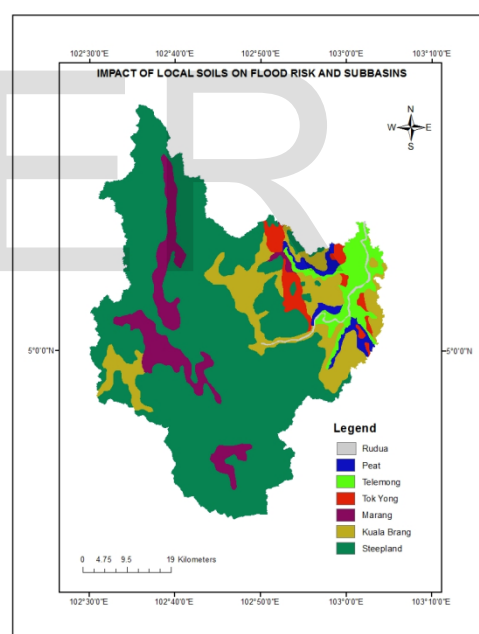 ER
102°30'0"E 102°40'0"E 102°50'0"E 103°0'0"E 103°10'0"E
IMPACT OF LOCAL SOILS ON FLOOD RISK AND SUBBASINS
N
W E
S
5°0'0"N 5°0'0"N
Legend
Rudua
Peat
Telemong
Tok Yong
Marang
Kuala Brang
Steepland
0 4.75 9.5 19 Kilometers
102°30'0"E 102°40'0"E 102°50'0"E 103°0'0"E 103°10'0"E